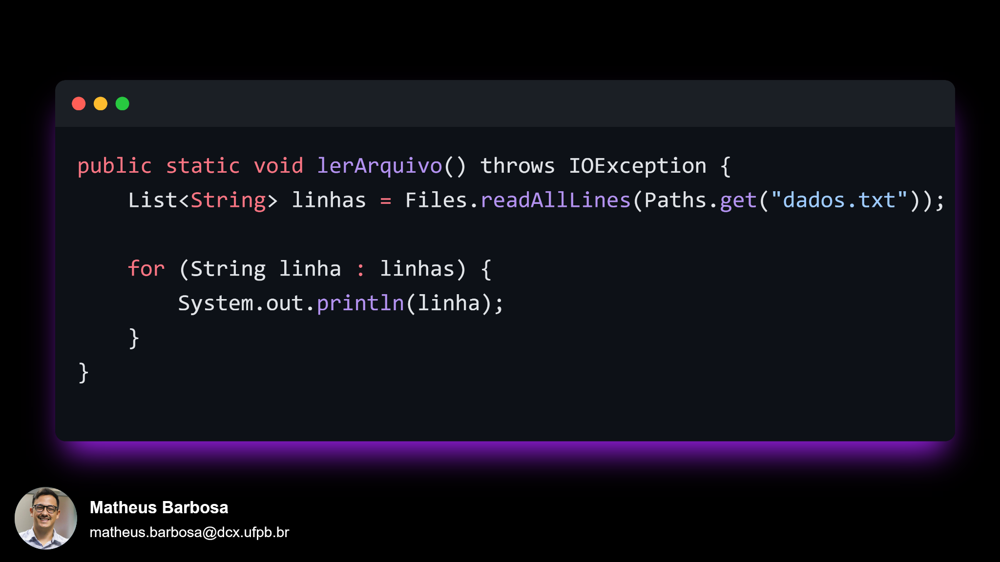 public static void lerArquivo() throws IOException {
    List<String> linhas = Files.readAllLines(Paths.get("dados.txt"));
    for (String linha : linhas) {
        System.out.println(linha);
    }
}
Matheus Barbosa
matheus.barbosa@dcx.ufpb.br